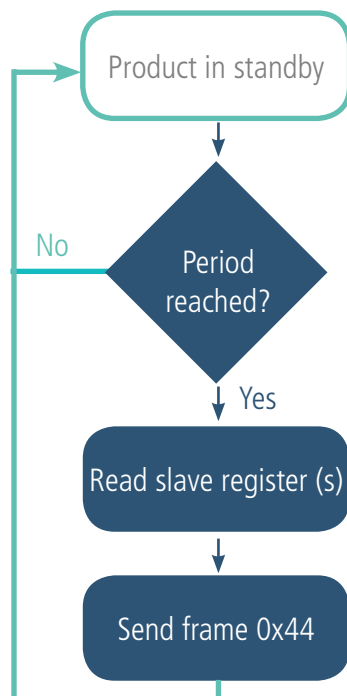 Product in standby
No
Period
reached?
Yes
Read slave register (s)
Send frame 0x44